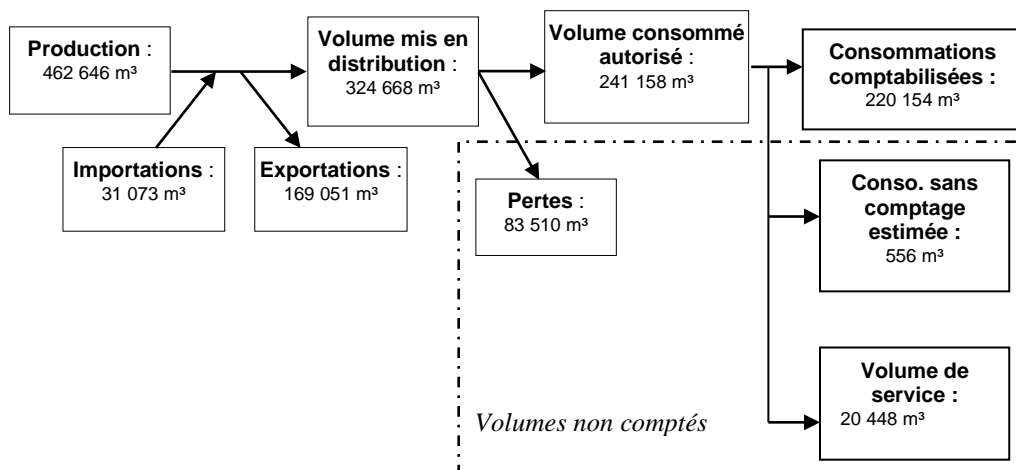 Production :
462 646 m³
Volume mis en
distribution :
324 668 m³
Volume consommé
autorisé :
241 158 m³
Consommations
comptabilisées :
220 154 m³
Importations :
31 073 m³
Exportations :
169 051 m³
Pertes :
83 510 m³
Conso. sans
comptage
estimée :
556 m³
Volume de
service :
20 448 m³
Volumes non comptés